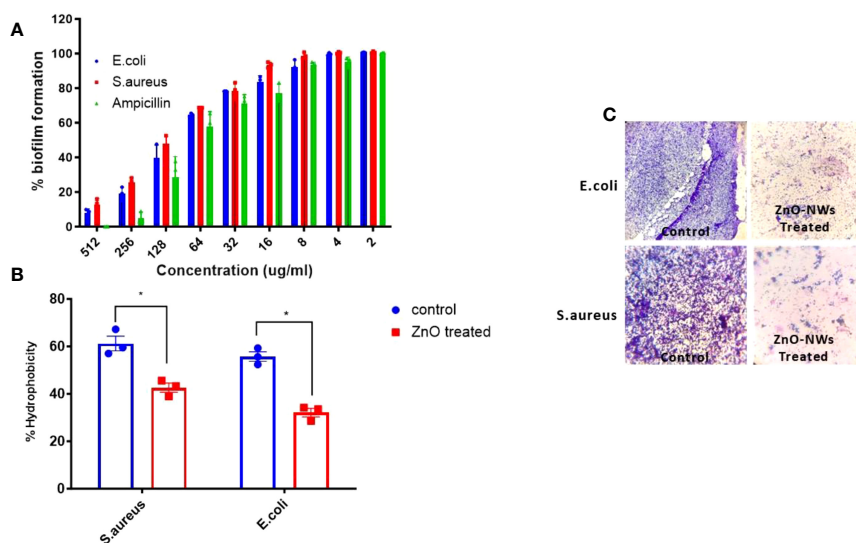 A
% biofilm formation
120
100
80
60
40
20
0
E.coli
S.aureus
Ampicillin
512
256
128
64
32
16
8
4
2
Concentration (ug/ml)
B
% Hydrophobicity
80
60
40
20
0
*
*
S.aureus
E.coli
control
ZnO treated
C
E.coli
Control
ZnO-NWs
Treated
S.aureus
Control
ZnO-NWs
Treated